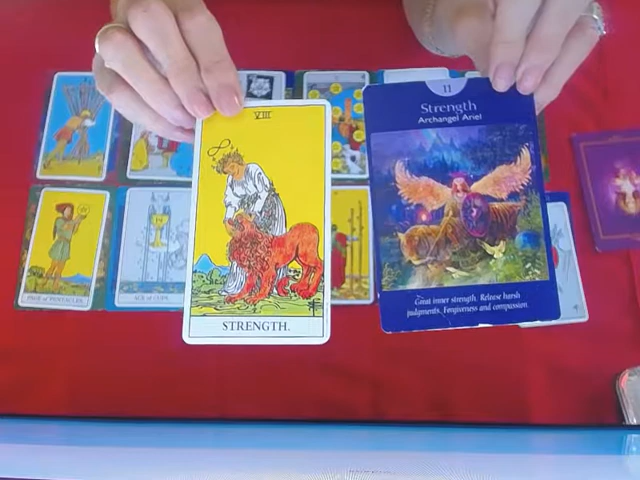 VIII
STRENGTH.
11
Strength
Archangel Ariel
Great inner strength. Release harsh
judgments. Forgiveness and compassion.
PAGE of PENTACLES
ACE of CUPS.